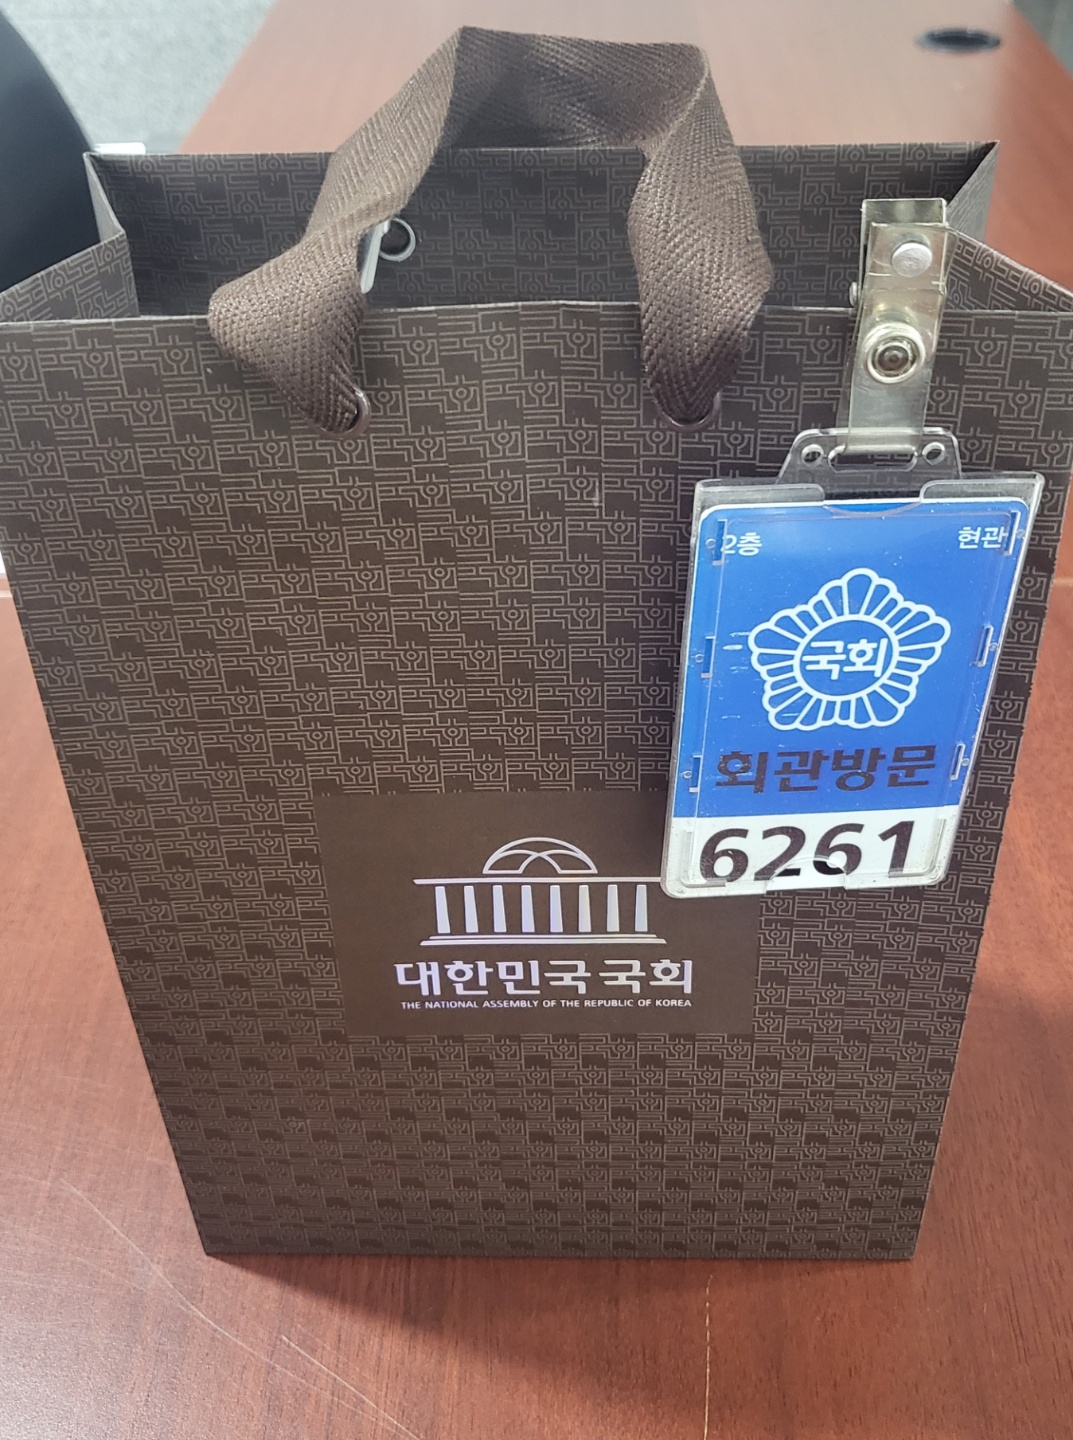 2층 현관
국회
회관방문
6261
대한민국국회
THE NATIONAL ASSEMBLY OF THE REPUBLIC OF KOREA